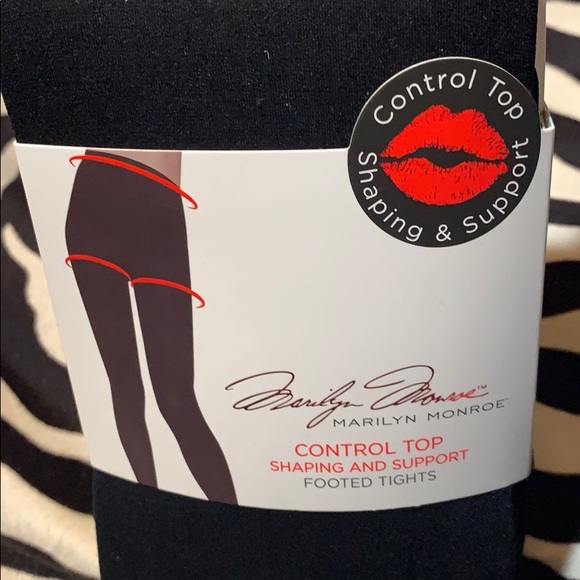 Control Top
Shaping & Support
Marilyn Monroe™
MARILYN MONROE™
CONTROL TOP
SHAPING AND SUPPORT
FOOTED TIGHTS